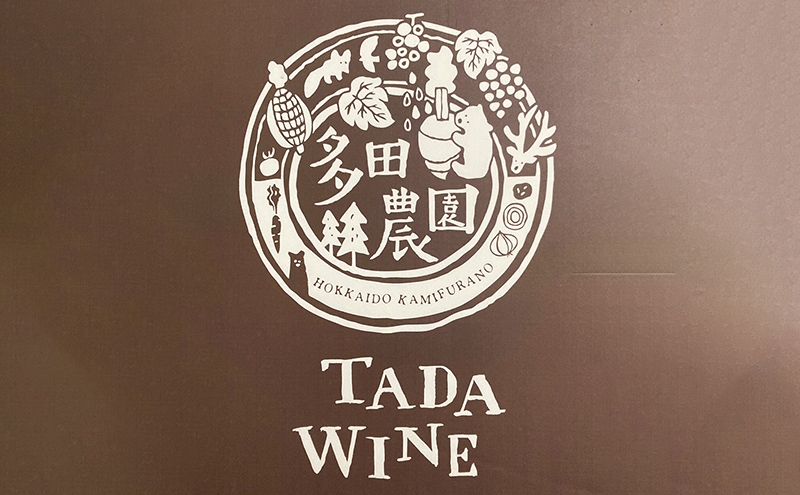 多田
農園
HOKKAIDO KAMIFURANO
TADA
WINE